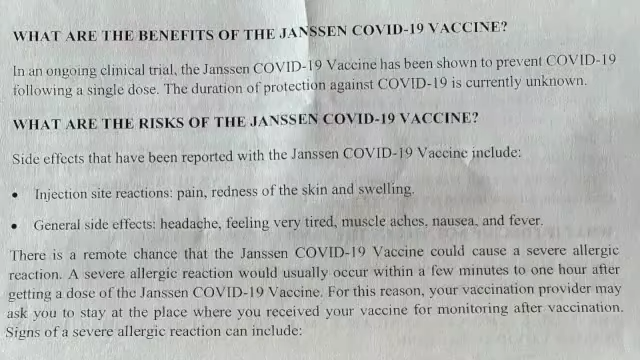 WHAT ARE THE BENEFITS OF THE JANSSEN COVID-19 VACCINE?
In an ongoing clinical trial, the Janssen COVID-19 Vaccine has been shown to prevent COVID-19
following a single dose. The duration of protection against COVID-19 is currently unknown.
WHAT ARE THE RISKS OF THE JANSSEN COVID-19 VACCINE?
Side effects that have been reported with the Janssen COVID-19 Vaccine include:
• Injection site reactions: pain, redness of the skin and swelling.
• General side effects: headache, feeling very tired, muscle aches, nausea, and fever.
There is a remote chance that the Janssen COVID-19 Vaccine could cause a severe allergic
reaction. A severe allergic reaction would usually occur within a few minutes to one hour after
getting a dose of the Janssen COVID-19 Vaccine. For this reason, your vaccination provider may
ask you to stay at the place where you received your vaccine for monitoring after vaccination.
Signs of a severe allergic reaction can include: